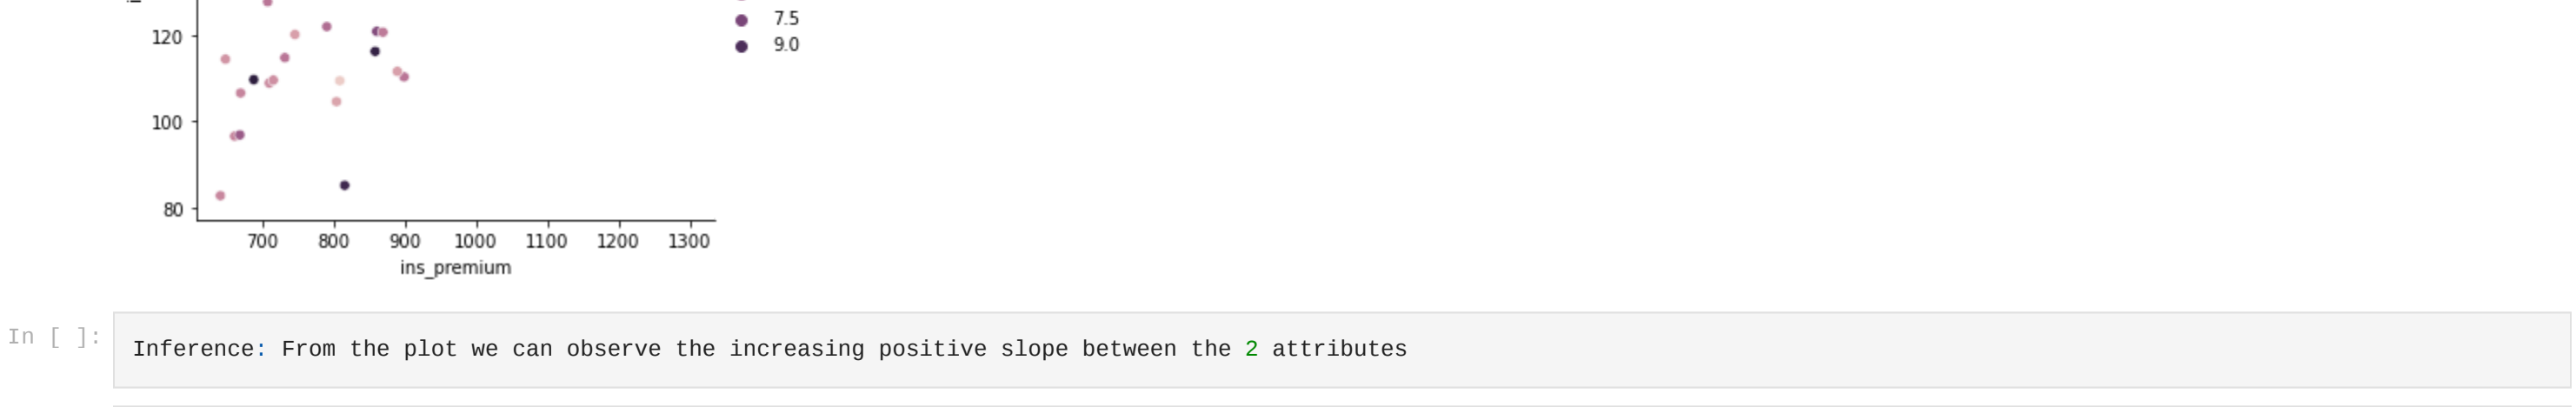 7.5
120
9.0
100
80
700 800 900 1000 1100 1200 1300
ins_premium
In [ ]:
Inference: From the plot we can observe the increasing positive slope between the 2 attributes